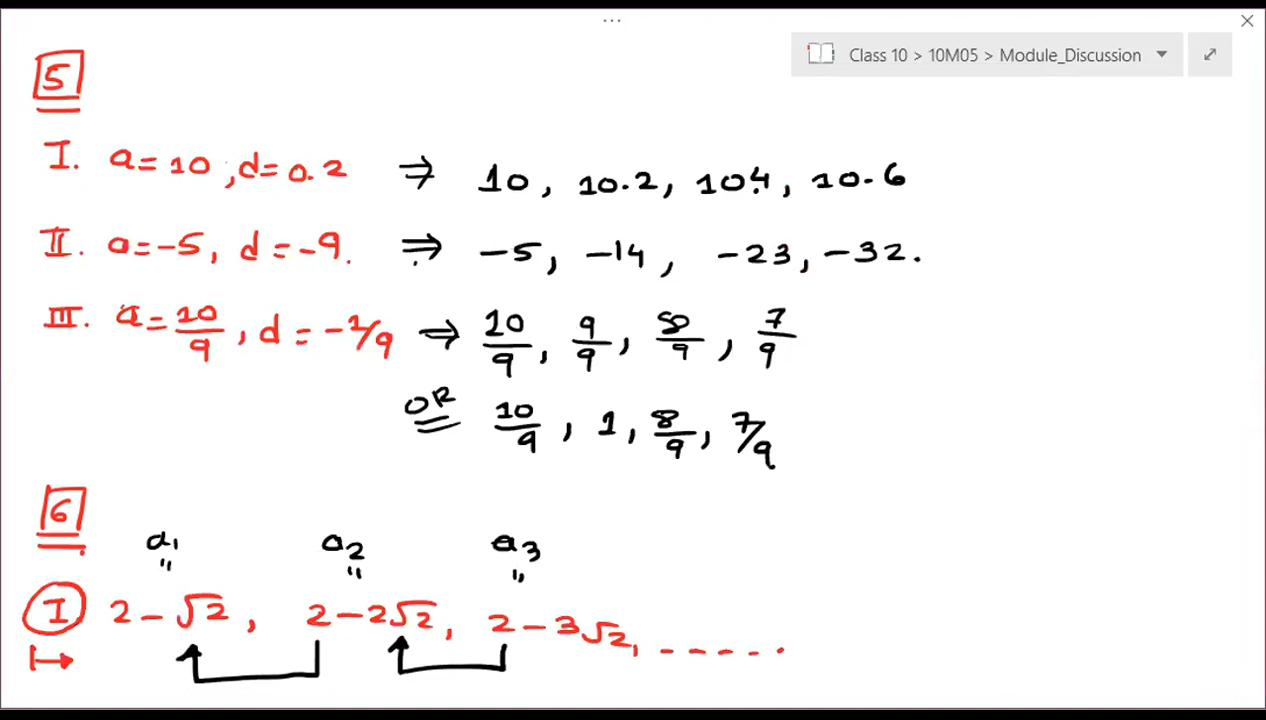 ...
Class 10 > 10M05 > Module_Discussion
5
I. a = 10, d = 0.2 ⇒ 10, 10.2, 10.4, 10.6
II. a = -5, d = -9. ⇒ -5, -14, -23, -32.
III. a = 10/9, d = -1/9 ⇒ 10/9, 9/9, 8/9, 7/9
OR 10/9, 1, 8/9, 7/9
6
a1 a2 a3
" " "
I 2 - √2, 2 - 2√2, 2 - 3√2, ......